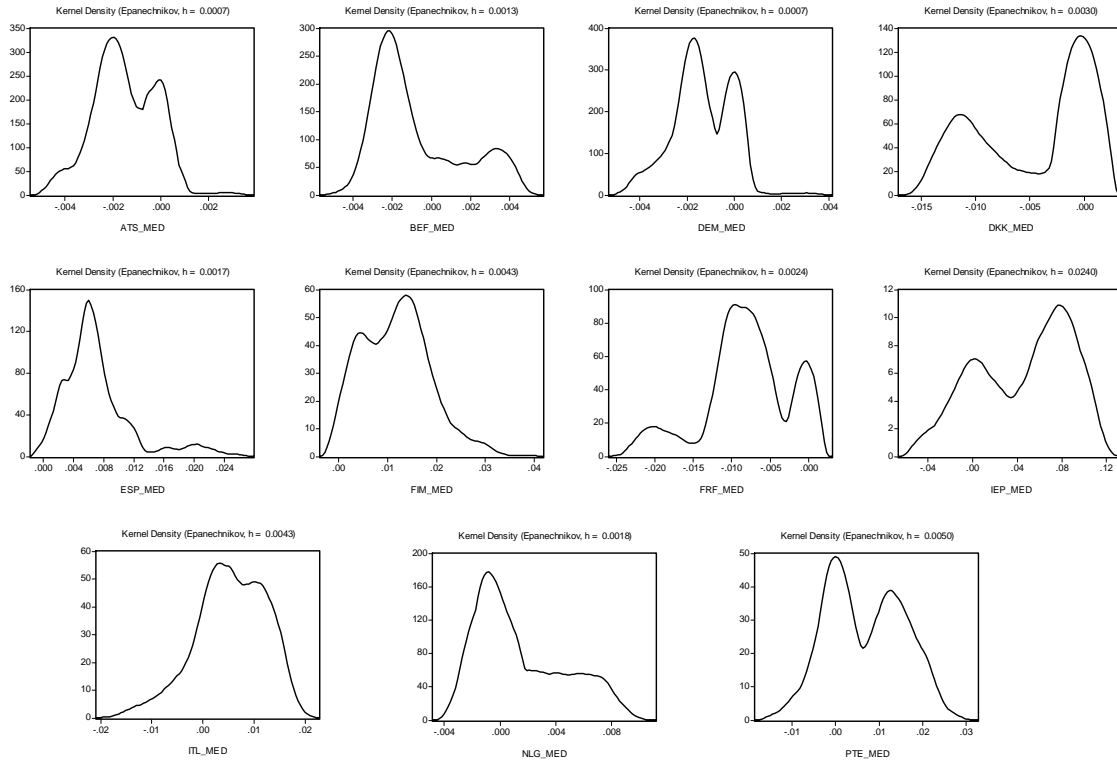 Kernel Density (Epanechnikov, h = 0.0007)
350
300
250
200
150
100
50
0
-.004 -.002 .000 .002
ATS_MED
Kernel Density (Epanechnikov, h = 0.0013)
300
250
200
150
100
50
0
-.004 -.002 .000 .002 .004
BEF_MED
Kernel Density (Epanechnikov, h = 0.0007)
400
300
200
100
0
-.004 -.002 .000 .002 .004
DEM_MED
Kernel Density (Epanechnikov, h = 0.0030)
140
120
100
80
60
40
20
0
-.015 -.010 -.005 .000
DKK_MED
Kernel Density (Epanechnikov, h = 0.0017)
160
120
80
40
0
.000 .004 .008 .012 .016 .020 .024
ESP_MED
Kernel Density (Epanechnikov, h = 0.0043)
60
50
40
30
20
10
0
.00 .01 .02 .03 .04
FIM_MED
Kernel Density (Epanechnikov, h = 0.0024)
100
80
60
40
20
0
-.025 -.020 -.015 -.010 -.005 .000
FRF_MED
Kernel Density (Epanechnikov, h = 0.0240)
12
10
8
6
4
2
0
-.04 .00 .04 .08 .12
IEP_MED
Kernel Density (Epanechnikov, h = 0.0043)
60
50
40
30
20
10
0
-.02 -.01 .00 .01 .02
ITL_MED
Kernel Density (Epanechnikov, h = 0.0018)
200
160
120
80
40
0
-.004 .000 .004 .008
NLG_MED
Kernel Density (Epanechnikov, h = 0.0050)
50
40
30
20
10
0
-.01 .00 .01 .02 .03
PTE_MED